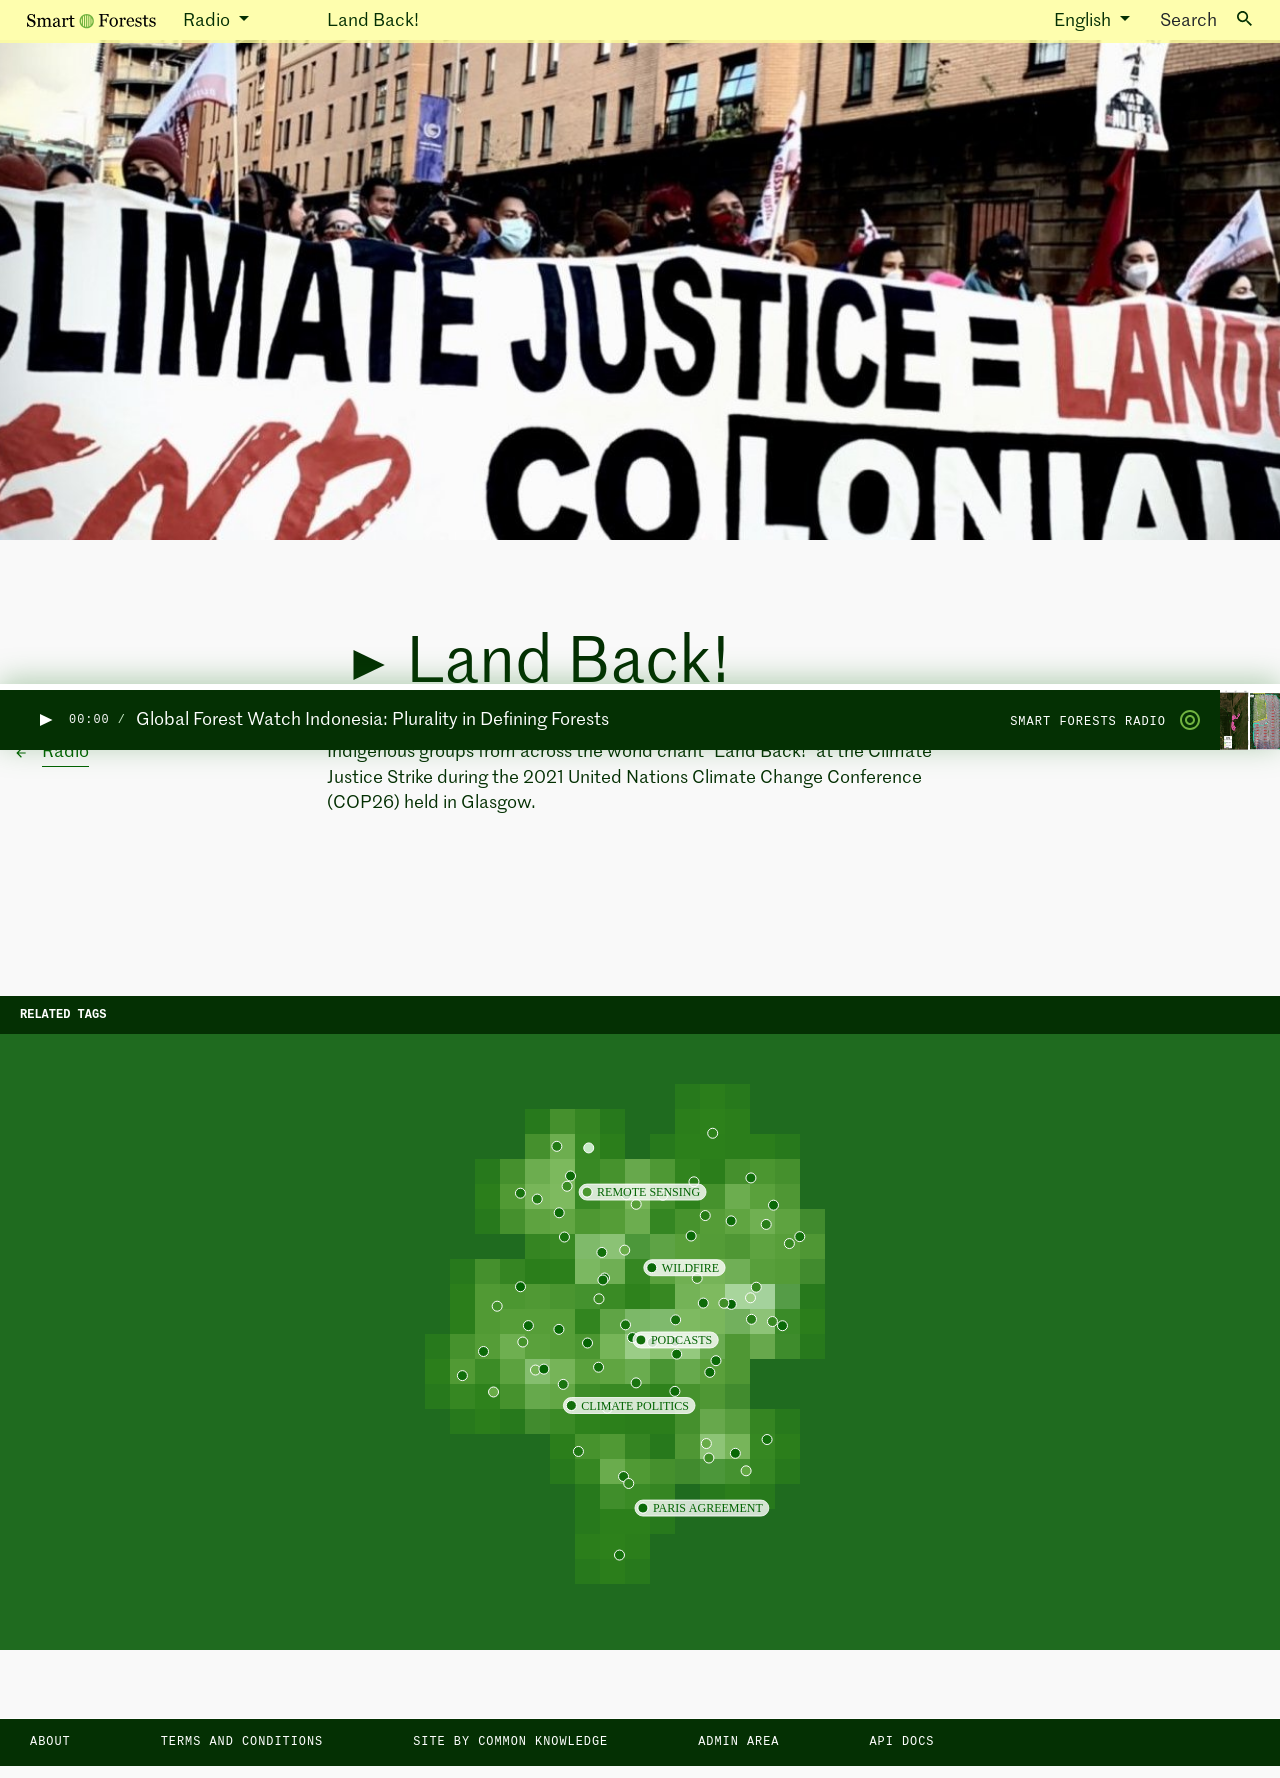 Smart Forests Radio Land Back! English Search
CLIMATE JUSTICE = LAND
END COLONIAL
NO LIE?
▶ Land Back!
▶ 00:00 / Global Forest Watch Indonesia: Plurality in Defining Forests SMART FORESTS RADIO
← Radio
Indigenous groups from across the world chant "Land Back!" at the Climate
Justice Strike during the 2021 United Nations Climate Change Conference
(COP26) held in Glasgow.
RELATED TAGS
REMOTE SENSING
WILDFIRE
PODCASTS
CLIMATE POLITICS
PARIS AGREEMENT
ABOUT TERMS AND CONDITIONS SITE BY COMMON KNOWLEDGE ADMIN AREA API DOCS